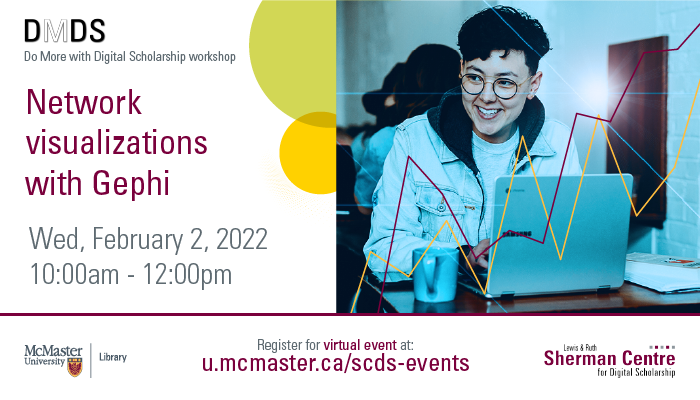 DMDS
Do More with Digital Scholarship workshop
Network
visualizations
with Gephi
Wed, February 2, 2022
10:00am - 12:00pm
SAMSUNG
McMaster
University
Library
Register for virtual event at:
u.mcmaster.ca/scds-events
Lewis & Ruth
Sherman Centre
for Digital Scholarship